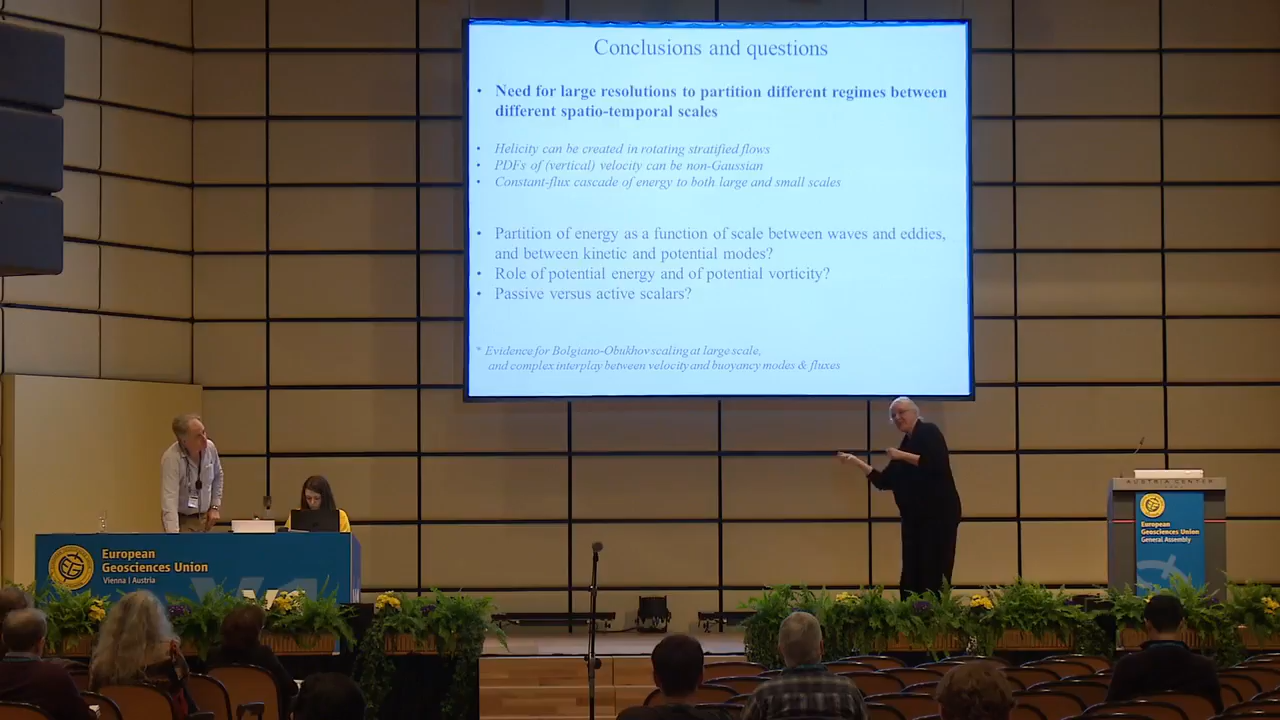 Conclusions and questions
• Need for large resolutions to partition different regimes between
different spatio-temporal scales
• Helicity can be created in rotating stratified flows
• PDFs of (vertical) velocity can be non-Gaussian
• Constant-flux cascade of energy to both large and small scales
• Partition of energy as a function of scale between waves and eddies,
and between kinetic and potential modes?
• Role of potential energy and of potential vorticity?
• Passive versus active scalars?
* Evidence for Bolgiano-Obukhov scaling at large scale,
and complex interplay between velocity and buoyancy modes & fluxes
European
Geosciences Union
Vienna | Austria
AUSTRIA CENTER
European
Geosciences Union
General Assembly